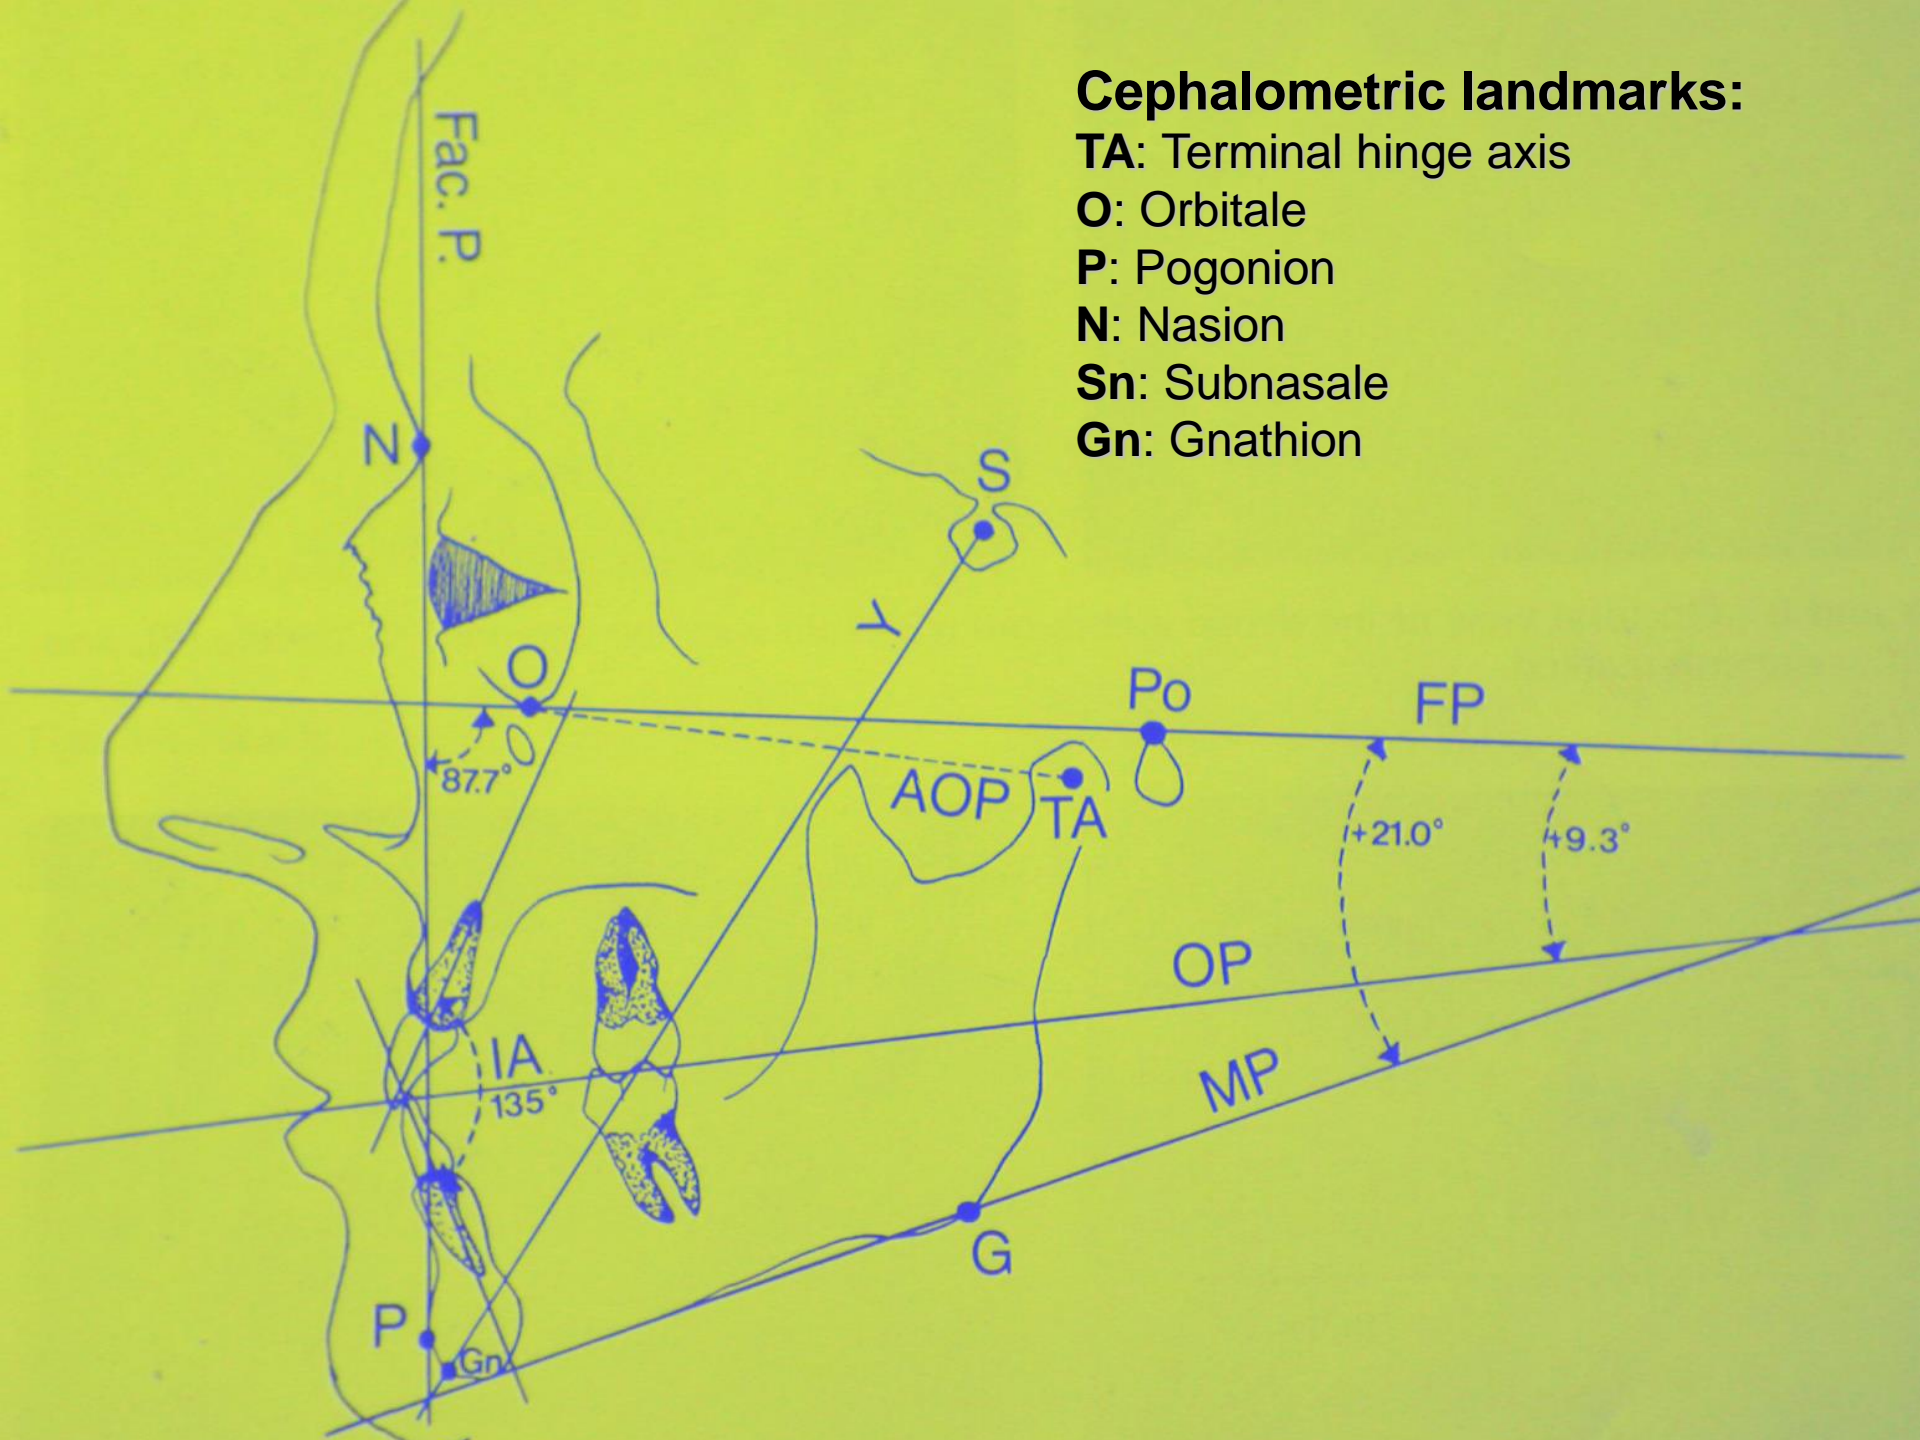 Cephalometric landmarks:
TA: Terminal hinge axis
O: Orbitale
P: Pogonion
N: Nasion
Sn: Subnasale
Gn: Gnathion
Fac. P.
N
S
Y
O
Po
FP
87.7°
AOP
TA
+21.0°
+9.3°
OP
IA
135°
MP
G
P
Gn